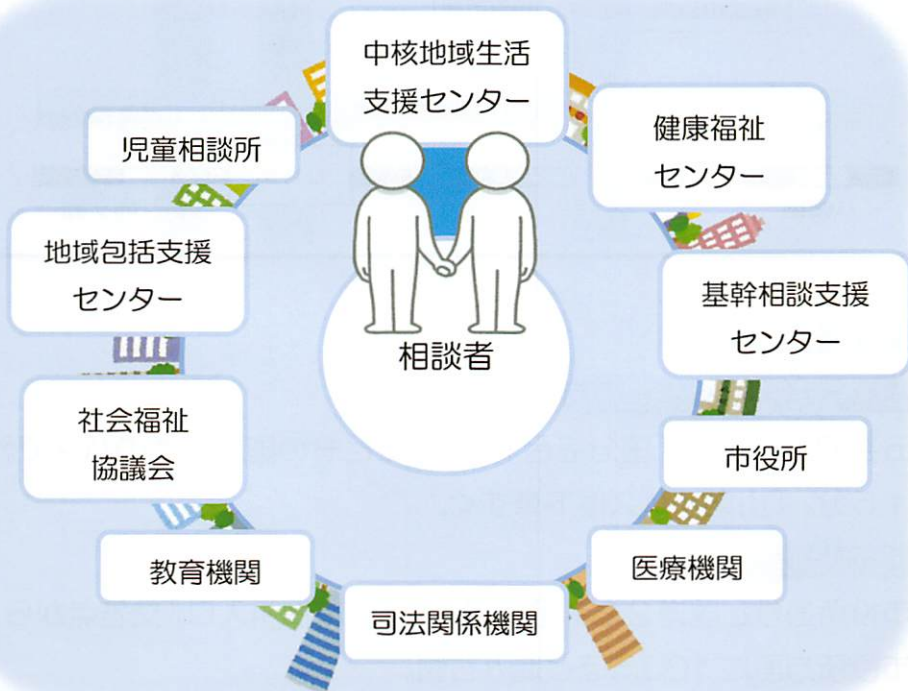 中核地域生活
支援センター
健康福祉
センター
基幹相談支援
センター
市役所
医療機関
司法関係機関
教育機関
社会福祉
協議会
地域包括支援
センター
児童相談所
相談者